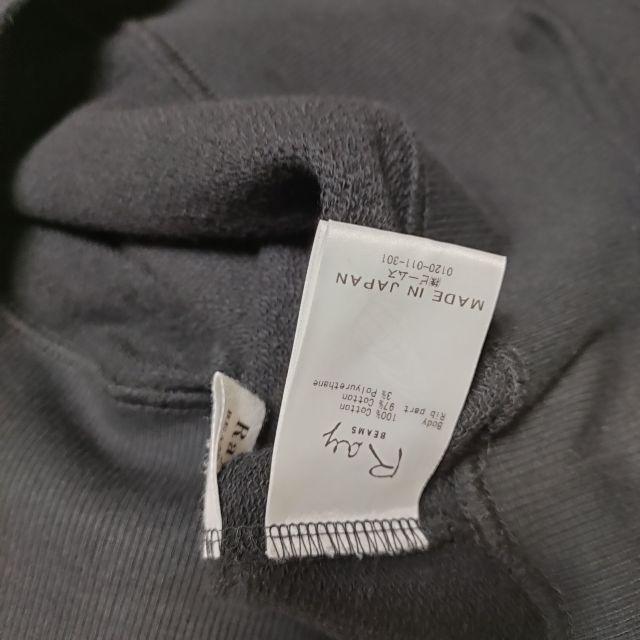 Ray
BEAMS
Body
100% Cotton
Rib part 97% Cotton
3% Polyurethane
MADE IN JAPAN
㈱ビームス
0120-011-301
Ra